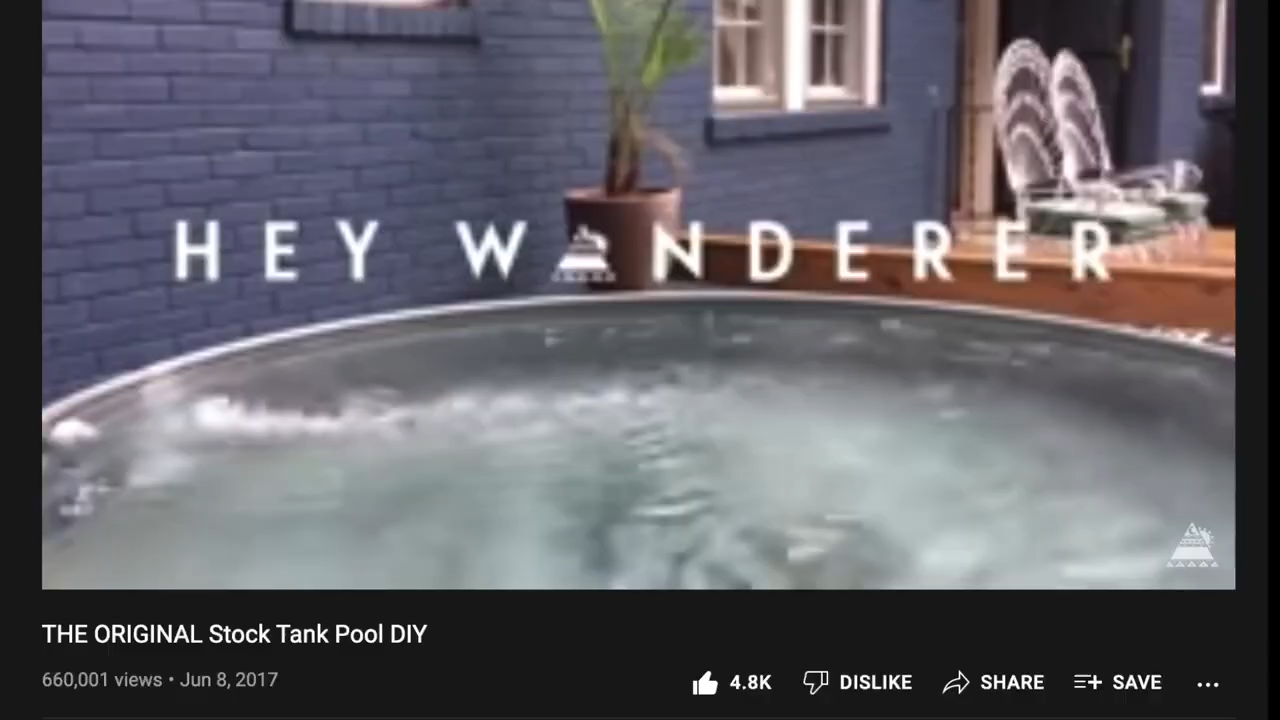 HEY WANDERER
THE ORIGINAL Stock Tank Pool DIY
660,001 views • Jun 8, 2017
4.8K DISLIKE SHARE SAVE